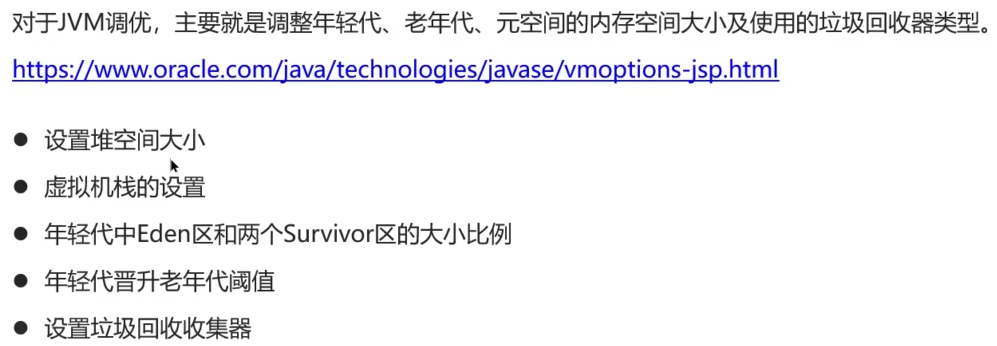 对于JVM调优，主要就是调整年轻代、老年代、元空间的内存空间大小及使用的垃圾回收器类型。
https://www.oracle.com/java/technologies/javase/vmoptions-jsp.html
● 设置堆空间大小
● 虚拟机栈的设置
● 年轻代中Eden区和两个Survivor区的大小比例
● 年轻代晋升老年代阈值
● 设置垃圾回收收集器